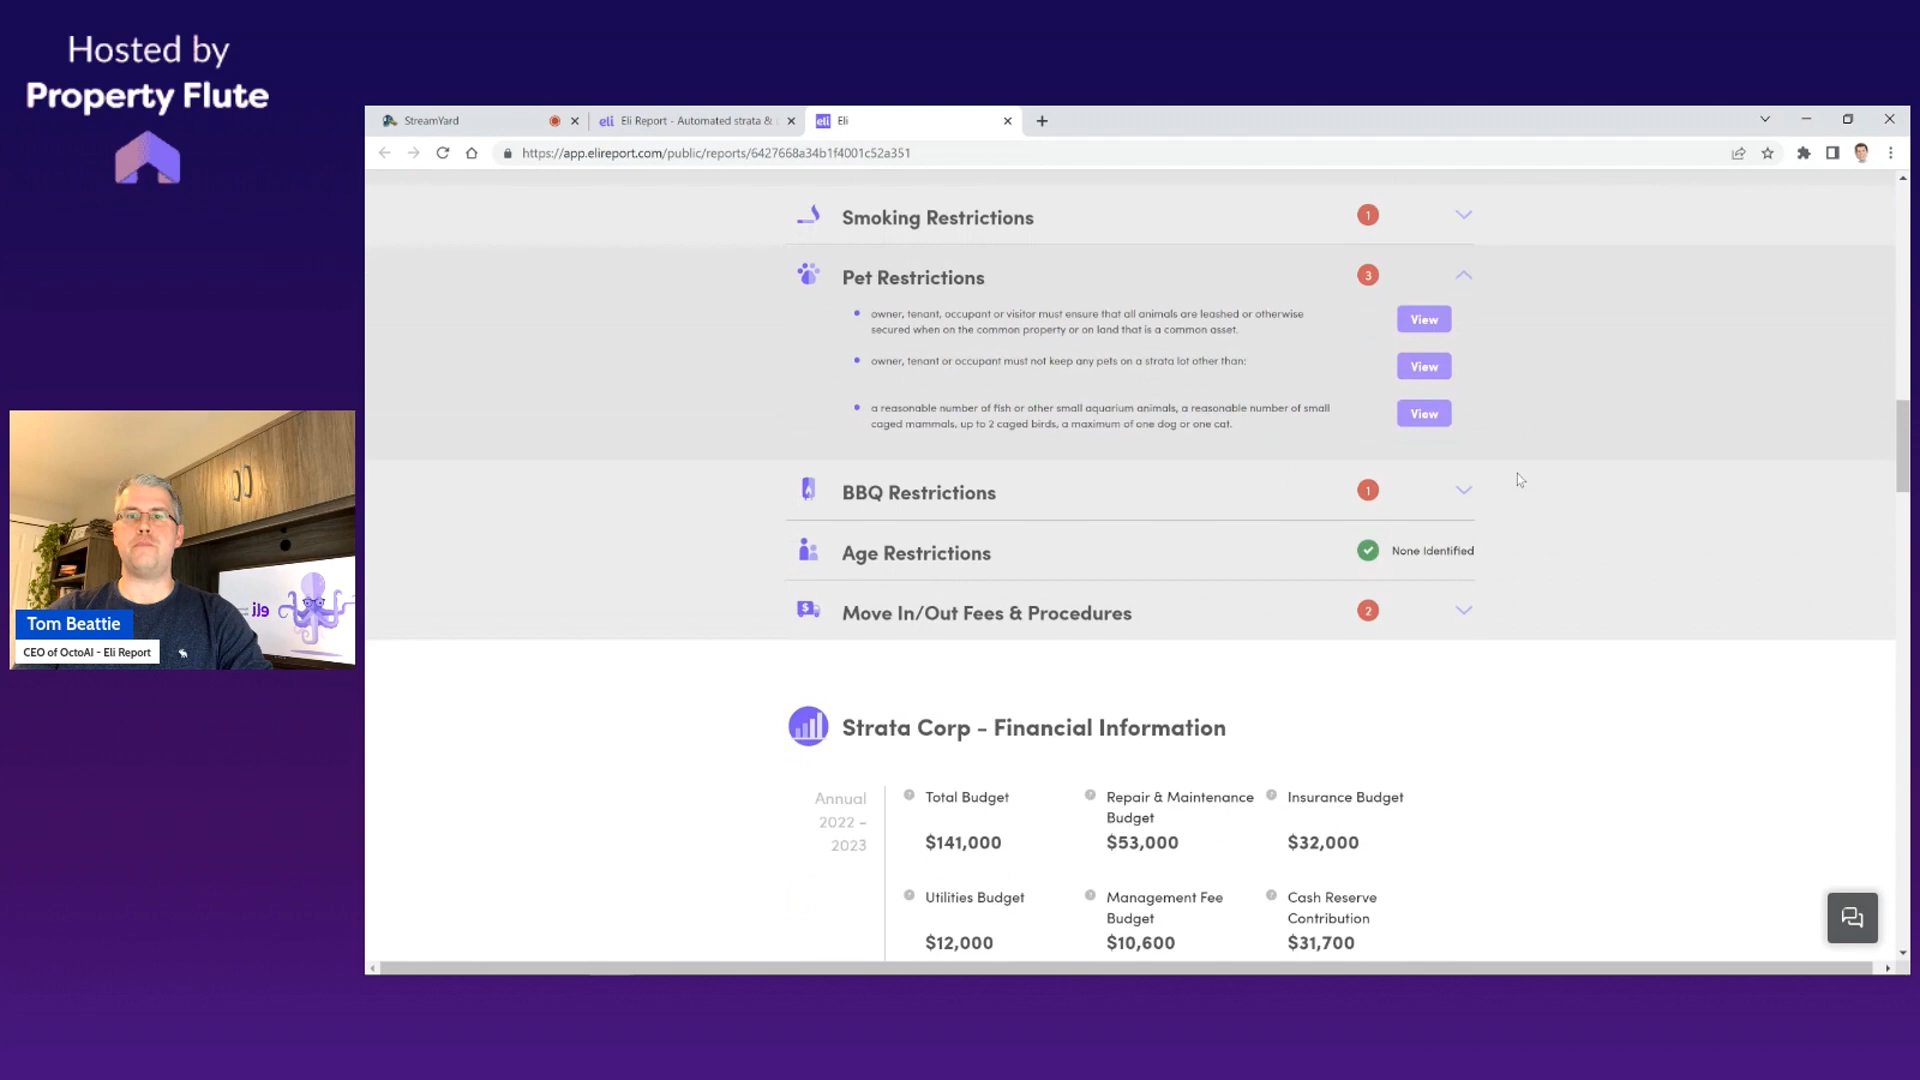 Hosted by
Property Flute
StreamYard
eli Eli Report - Automated strata &
eli Eli
https://app.elireport.com/public/reports/6427668a34b1f4001c52a351
Smoking Restrictions
1
Pet Restrictions
3
owner, tenant, occupant or visitor must ensure that all animals are leashed or otherwise
secured when on the common property or on land that is a common asset.
View
owner, tenant or occupant must not keep any pets on a strata lot other than:
View
a reasonable number of fish or other small aquarium animals, a reasonable number of small
caged mammals, up to 2 caged birds, a maximum of one dog or one cat.
View
BBQ Restrictions
1
Age Restrictions
None Identified
Move In/Out Fees & Procedures
2
eli
Tom Beattie
CEO of OctoAI - Eli Report
Strata Corp - Financial Information
Annual
2022 -
2023
Total Budget
$141,000
Repair & Maintenance
Budget
$53,000
Insurance Budget
$32,000
Utilities Budget
$12,000
Management Fee
Budget
$10,600
Cash Reserve
Contribution
$31,700